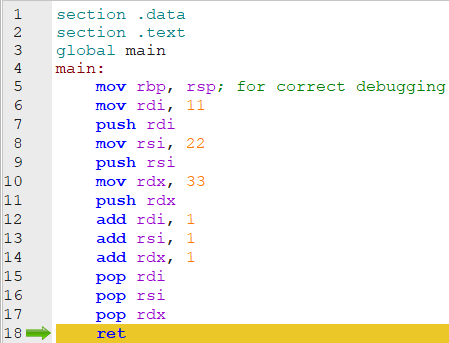 1 section .data
2 section .text
3 global main
4 main:
5 mov rbp, rsp; for correct debugging
6 mov rdi, 11
7 push rdi
8 mov rsi, 22
9 push rsi
10 mov rdx, 33
11 push rdx
12 add rdi, 1
13 add rsi, 1
14 add rdx, 1
15 pop rdi
16 pop rsi
17 pop rdx
18 ret